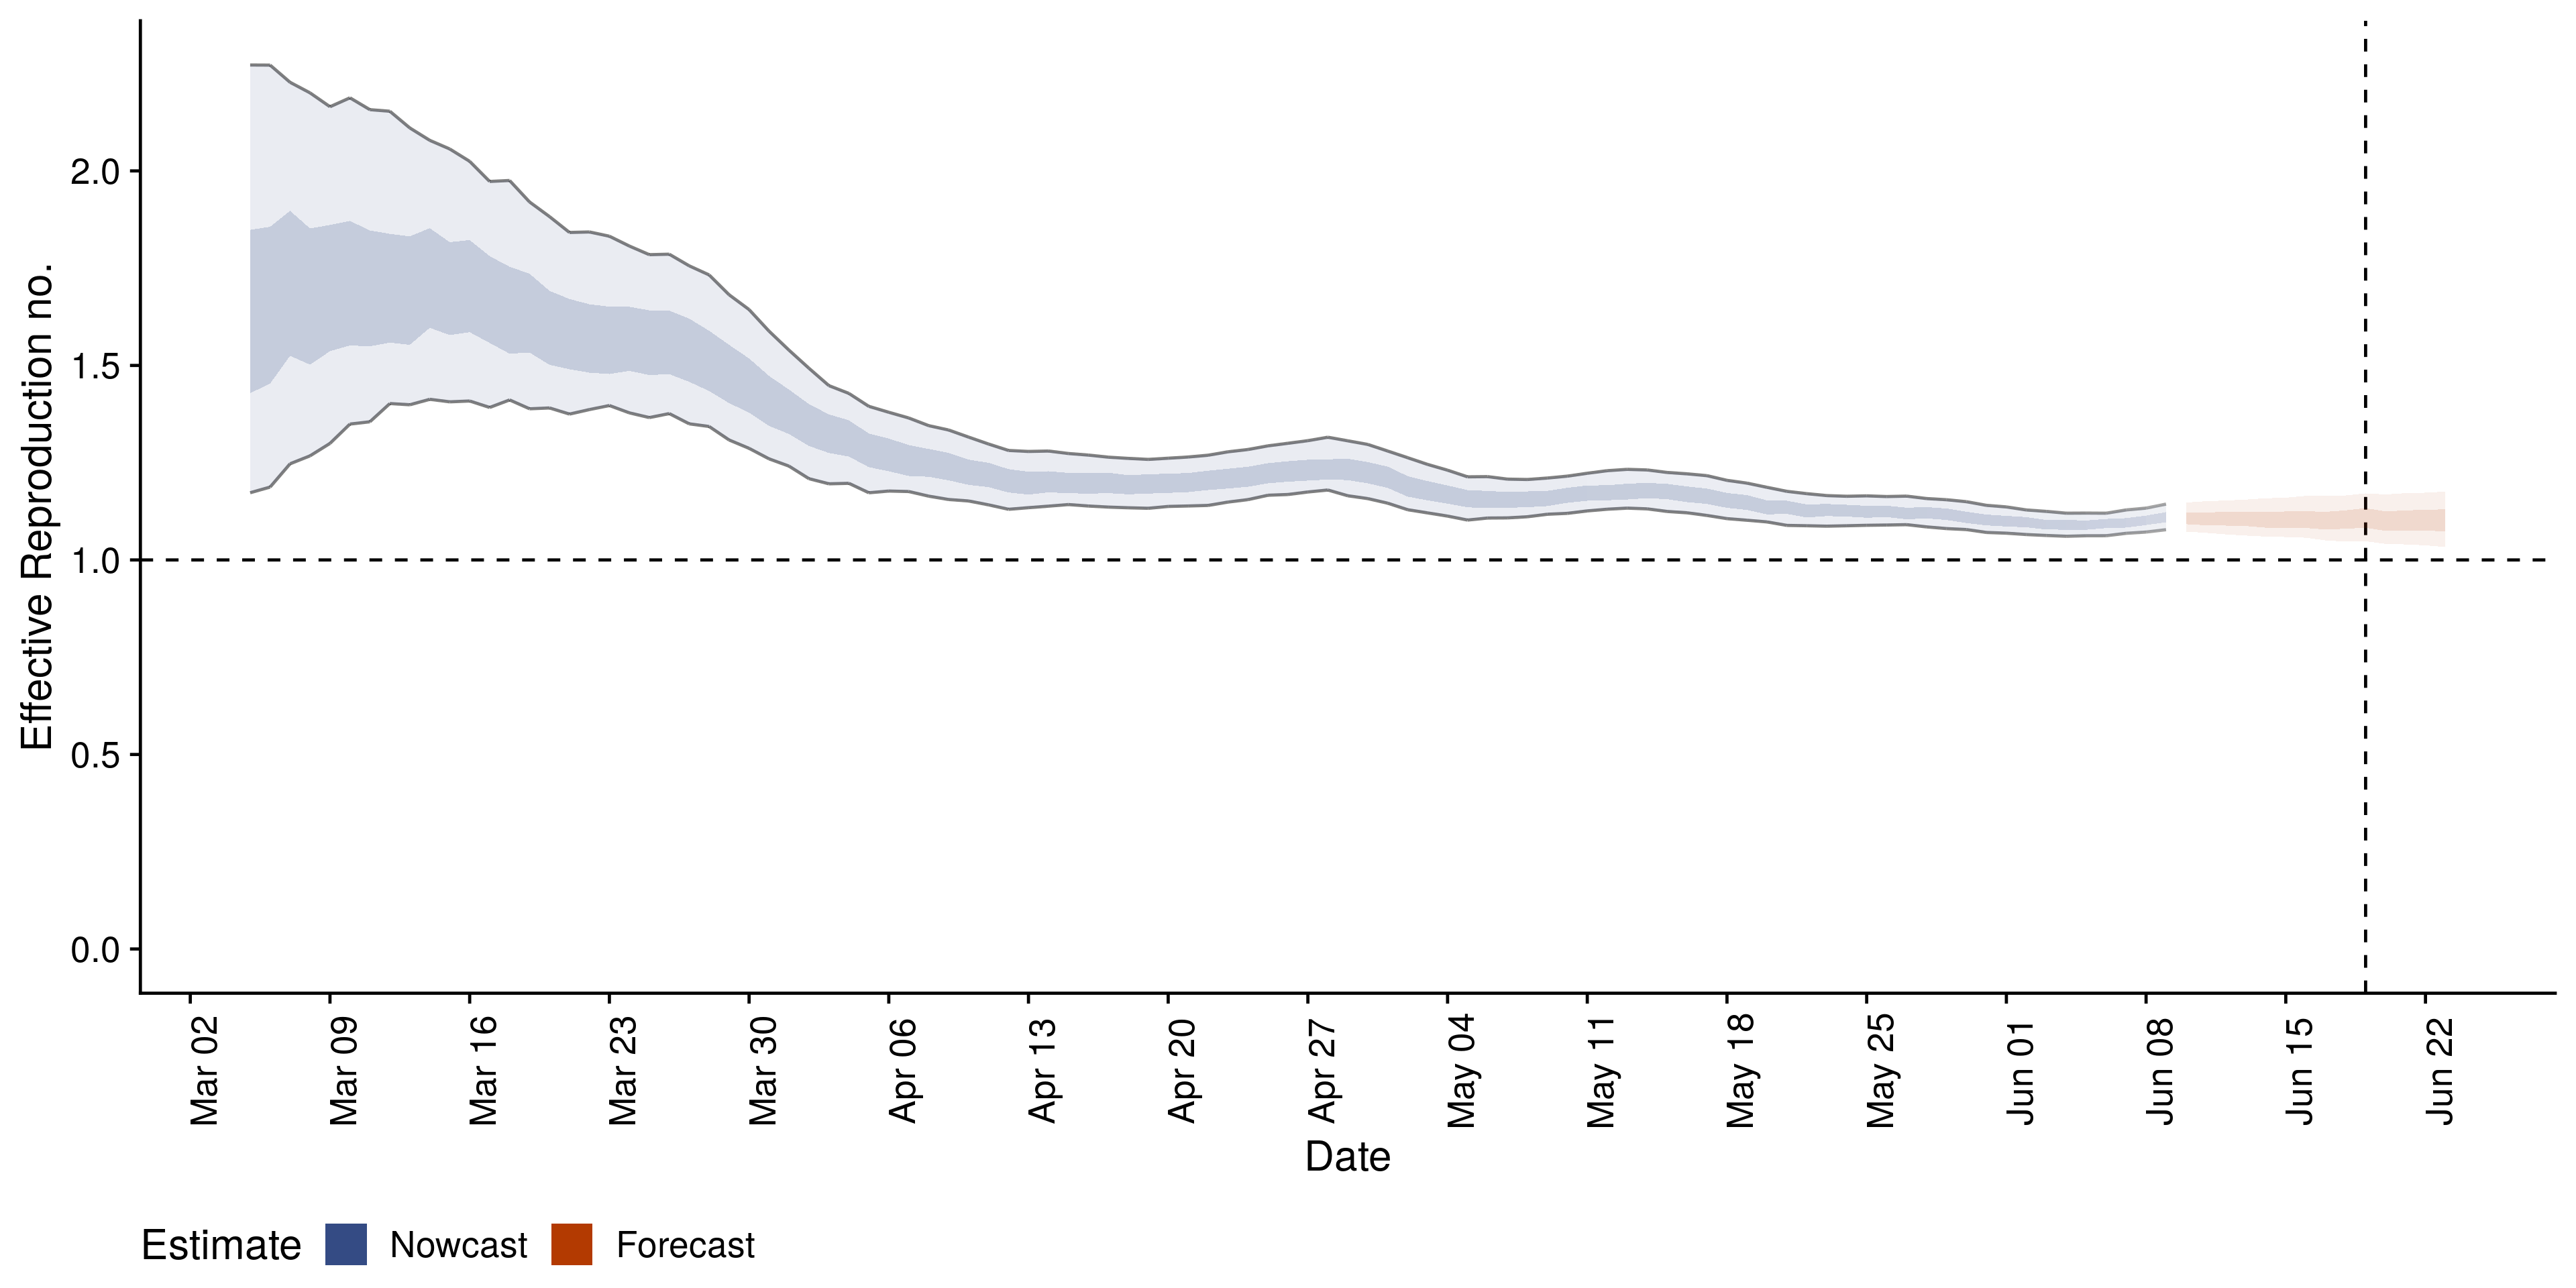 Effective Reproduction no.
2.0
1.5
1.0
0.5
0.0
Mar 02
Mar 09
Mar 16
Mar 23
Mar 30
Apr 06
Apr 13
Apr 20
Apr 27
May 04
May 11
May 18
May 25
Jun 01
Jun 08
Jun 15
Jun 22
Date
Estimate Nowcast Forecast